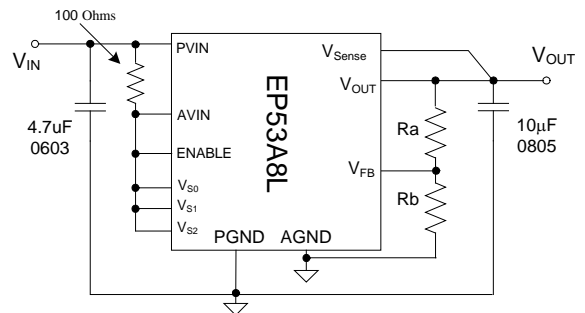 100 Ohms
VIN
PVIN
VSense
VOUT
VOUT
4.7uF
0603
AVIN
EP53A8L
Ra
10μF
0805
ENABLE
VFB
VS0
VS1
VS2
Rb
PGND
AGND